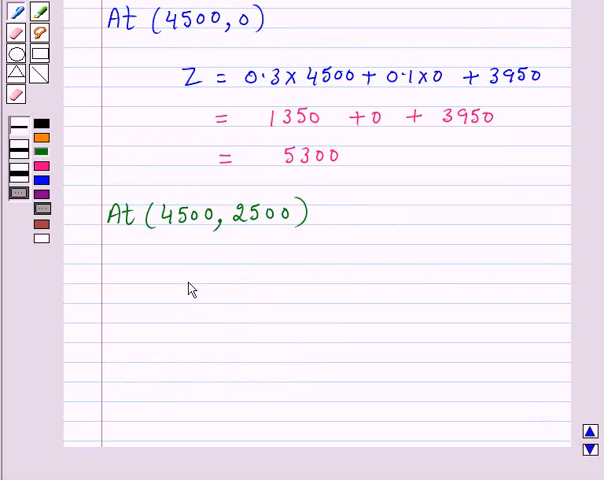 At (4500, 0)
Z = 0.3 × 4500 + 0.1 × 0 + 3950
= 1350 + 0 + 3950
= 5300
At (4500, 2500)